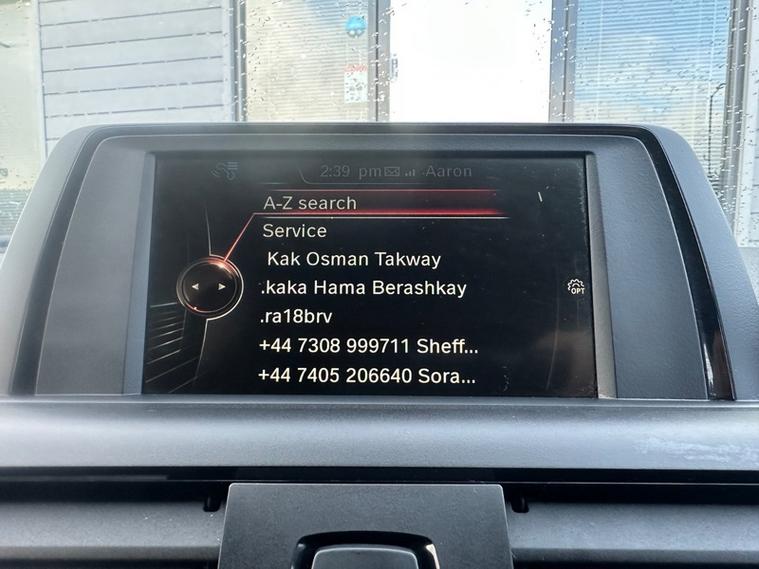 2:39 pm Aaron
A-Z search
Service
Kak Osman Takway
.kaka Hama Berashkay
OPT
.ra18brv
+44 7308 999711 Sheff...
+44 7405 206640 Sora...